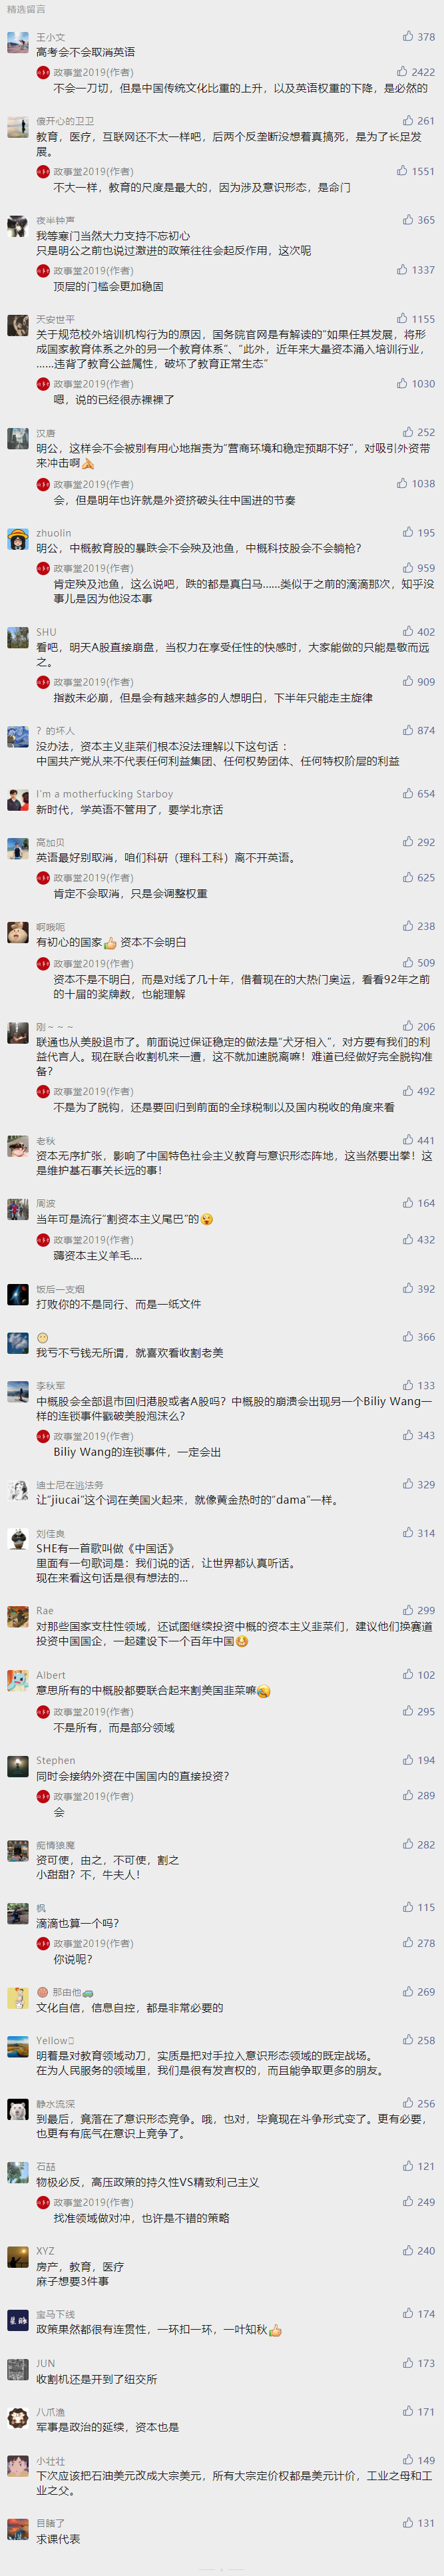 精选留言
王小文 378
高考会不会取消英语
政事堂2019(作者) 2422
不会一刀切，但是中国传统文化比重的上升，以及英语权重的下降，是必然的
傻开心的卫卫 261
教育，医疗，互联网还不太一样吧，后两个反垄断没想着真搞死，是为了长足发
展。
政事堂2019(作者) 1551
不大一样，教育的尺度是最大的，因为涉及意识形态，是命门
夜半钟声 365
我等寒门当然大力支持不忘初心
只是明公之前也说过激进的政策往往会起反作用，这次呢
政事堂2019(作者) 1337
顶层的门槛会更加稳固
天安世平 1155
关于规范校外培训机构行为的原因，国务院官网是有解读的“如果任其发展，将形
成国家教育体系之外的另一个教育体系”、“此外，近年来大量资本涌入培训行业，
……违背了教育公益属性，破坏了教育正常生态”
政事堂2019(作者) 1030
嗯，说的已经很赤裸裸了
汉唐 252
明公，这样会不会被别有用心地指责为“营商环境和稳定预期不好”，对吸引外资带
来冲击啊
政事堂2019(作者) 1038
会，但是明年也许就是外资挤破头往中国进的节奏
zhuolin 195
明公，中概教育股的暴跌会不会殃及池鱼，中概科技股会不会躺枪？
政事堂2019(作者) 959
肯定殃及池鱼，这么说吧，跌的都是真白马……类似于之前的滴滴那次，知乎没
事儿是因为他没本事
SHU 402
看吧，明天A股直接崩盘，当权力在享受任性的快感时，大家能做的只能是敬而远
之。
政事堂2019(作者) 909
指数未必崩，但是会有越来越多的人想明白，下半年只能走主旋律
？的坏人 874
没办法，资本主义韭菜们根本没法理解以下这句话：
中国共产党从来不代表任何利益集团、任何权势团体、任何特权阶层的利益
I'm a motherfucking Starboy 654
新时代，学英语不管用了，要学北京话
高加贝 292
英语最好别取消，咱们科研（理科工科）离不开英语。
政事堂2019(作者) 625
肯定不会取消，只是会调整权重
啊哦呃 238
有初心的国家 资本不会明白
政事堂2019(作者) 509
资本不是不明白，而是对线了几十年，借着现在的大热门奥运，看看92年之前
的十届的奖牌数，也能理解
刚～～～ 206
联通也从美股退市了。前面说过保证稳定的做法是“犬牙相入”，对方要有我们的利
益代言人。现在联合收割机来一遭，这不就加速脱离嘛！难道已经做好完全脱钩准
备？
政事堂2019(作者) 492
不是为了脱钩，还是要回归到前面的全球税制以及国内税收的角度来看
老秋 441
资本无序扩张，影响了中国特色社会主义教育与意识形态阵地，这当然要出拳！这
是维护基石事关长远的事！
周波 164
当年可是流行“割资本主义尾巴”的
政事堂2019(作者) 432
薅资本主义羊毛....
饭后一支烟 392
打败你的不是同行、而是一纸文件
366
我亏不亏钱无所谓，就喜欢看收割老美
李秋军 133
中概股会全部退市回归港股或者A股吗？中概股的崩溃会出现另一个Biliy Wang一
样的连锁事件戳破美股泡沫么？
政事堂2019(作者) 343
Biliy Wang的连锁事件，一定会出
迪士尼在逃法务 329
让“jiucai”这个词在美国火起来，就像黄金热时的“dama”一样。
刘佳良 314
SHE有一首歌叫做《中国话》
里面有一句歌词是：我们说的话，让世界都认真听话。
现在来看这句话是很有想法的...
Rae 299
对那些国家支柱性领域，还试图继续投资中概的资本主义韭菜们，建议他们换赛道
投资中国国企，一起建设下一个百年中国
Albert 102
意思所有的中概股都要联合起来割美国韭菜嘛
政事堂2019(作者) 295
不是所有，而是部分领域
Stephen 194
同时会接纳外资在中国国内的直接投资？
政事堂2019(作者) 289
会
痴情狼魔 282
资可使，由之，不可使，割之
小甜甜？不，牛夫人！
枫 115
滴滴也算一个吗？
政事堂2019(作者) 278
你说呢？
那由他 269
文化自信，信息自控，都是非常必要的
Yellow 258
明着是对教育领域动刀，实质是把对手拉入意识形态领域的既定战场。
在为人民服务的领域里，我们是很有发言权的，而且能争取更多的朋友。
静水流深 256
到最后，竟落在了意识形态竞争。哦，也对，毕竟现在斗争形式变了。更有必要，
也更有有底气在意识上竞争了。
石喆 121
物极必反，高压政策的持久性VS精致利己主义
政事堂2019(作者) 249
找准领域做对冲，也许是不错的策略
XYZ 240
房产，教育，医疗
麻子想要3件事
宝马下线 174
政策果然都很有连贯性，一环扣一环，一叶知秋
JUN 173
收割机还是开到了纽交所
八爪渔 171
军事是政治的延续，资本也是
小壮壮 149
下次应该把石油美元改成大宗美元，所有大宗定价权都是美元计价，工业之母和工
业之父。
目睹了 131
求课代表